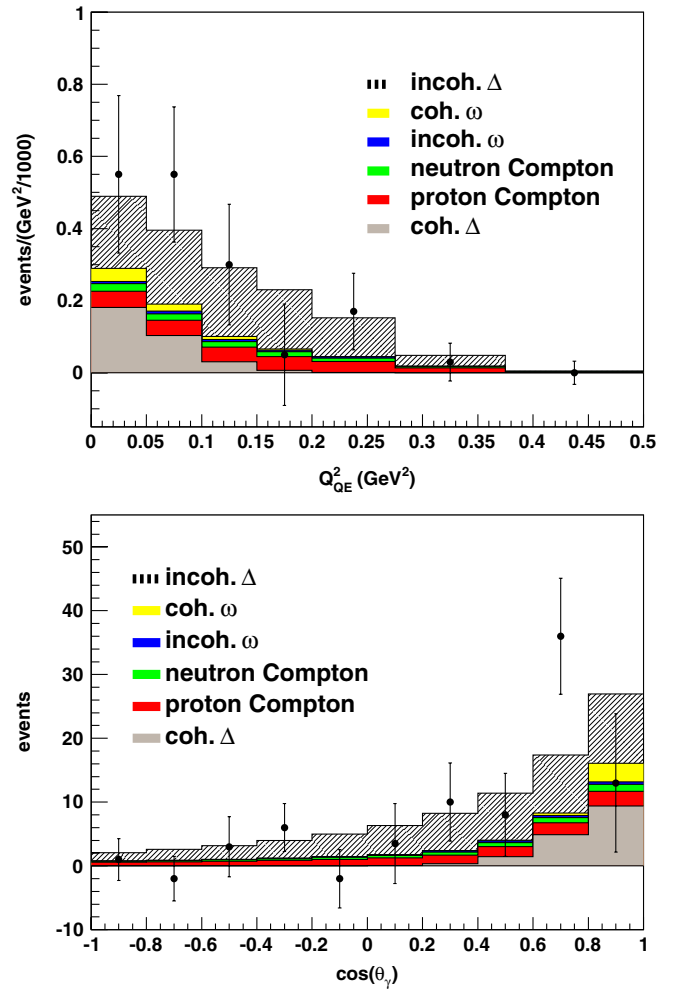 1
0.8
0.6
0.4
0.2
0
events/(GeV²/1000)
incoh. Δ
coh. ω
incoh. ω
neutron Compton
proton Compton
coh. Δ
0 0.05 0.1 0.15 0.2 0.25 0.3 0.35 0.4 0.45 0.5
Q²QE (GeV²)
50
40
30
20
10
0
-10
events
incoh. Δ
coh. ω
incoh. ω
neutron Compton
proton Compton
coh. Δ
-1 -0.8 -0.6 -0.4 -0.2 0 0.2 0.4 0.6 0.8 1
cos(θγ)